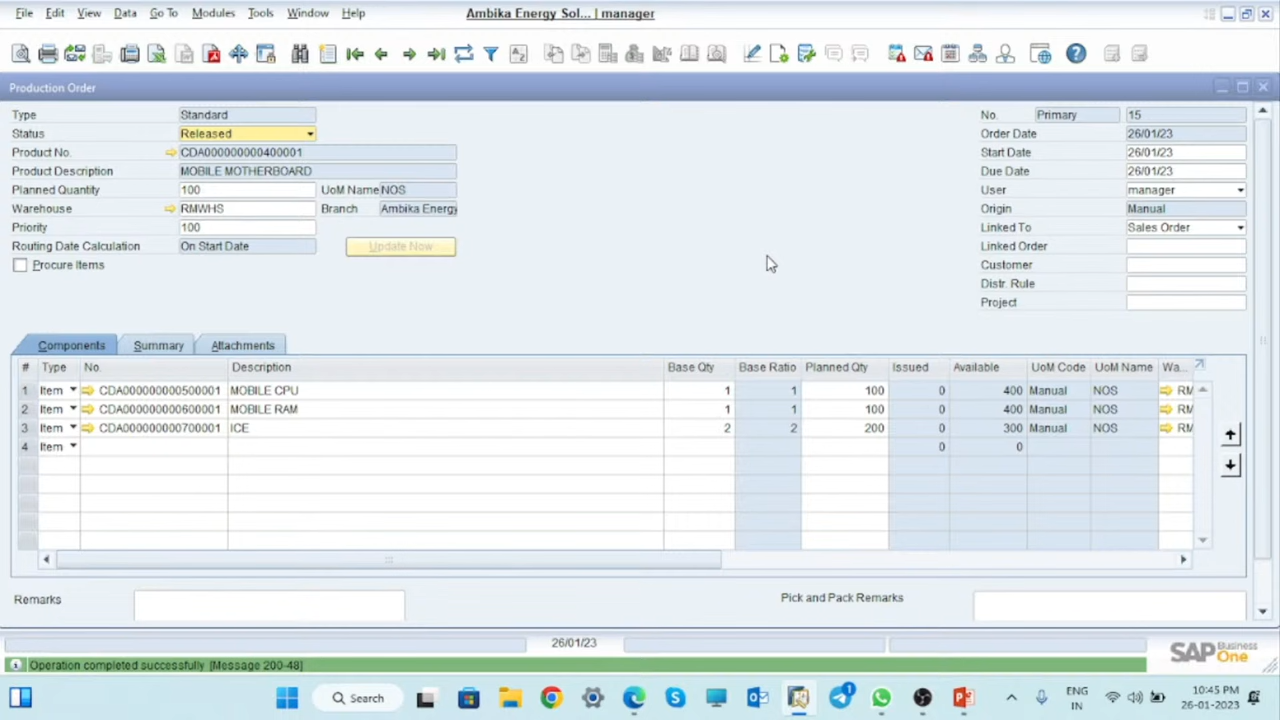 File Edit View Data Go To Modules Tools Window Help Ambika Energy Sol... | manager
Production Order
Type Standard No. Primary 15
Status Released Order Date 26/01/23
Product No. CDA000000000400001 Start Date 26/01/23
Product Description MOBILE MOTHERBOARD Due Date 26/01/23
Planned Quantity 100 UoM Name NOS User manager
Warehouse RMWHS Branch Ambika Energy Origin Manual
Priority 100 Linked To Sales Order
Routing Date Calculation On Start Date Update Now Linked Order
Procure Items Customer
Distr. Rule
Project
Components Summary Attachments
# Type No. Description Base Qty Base Ratio Planned Qty Issued Available UoM Code UoM Name Wa...
1 Item CDA000000000500001 MOBILE CPU 1 1 100 0 400 Manual NOS RM
2 Item CDA000000000600001 MOBILE RAM 1 1 100 0 400 Manual NOS RM
3 Item CDA000000000700001 ICE 2 2 200 0 300 Manual NOS RM
4 Item 0 0
Remarks Pick and Pack Remarks
26/01/23
SAP Business One
Operation completed successfully [Message 200-48]
Search 1 ENG IN 10:45 PM 26-01-2023